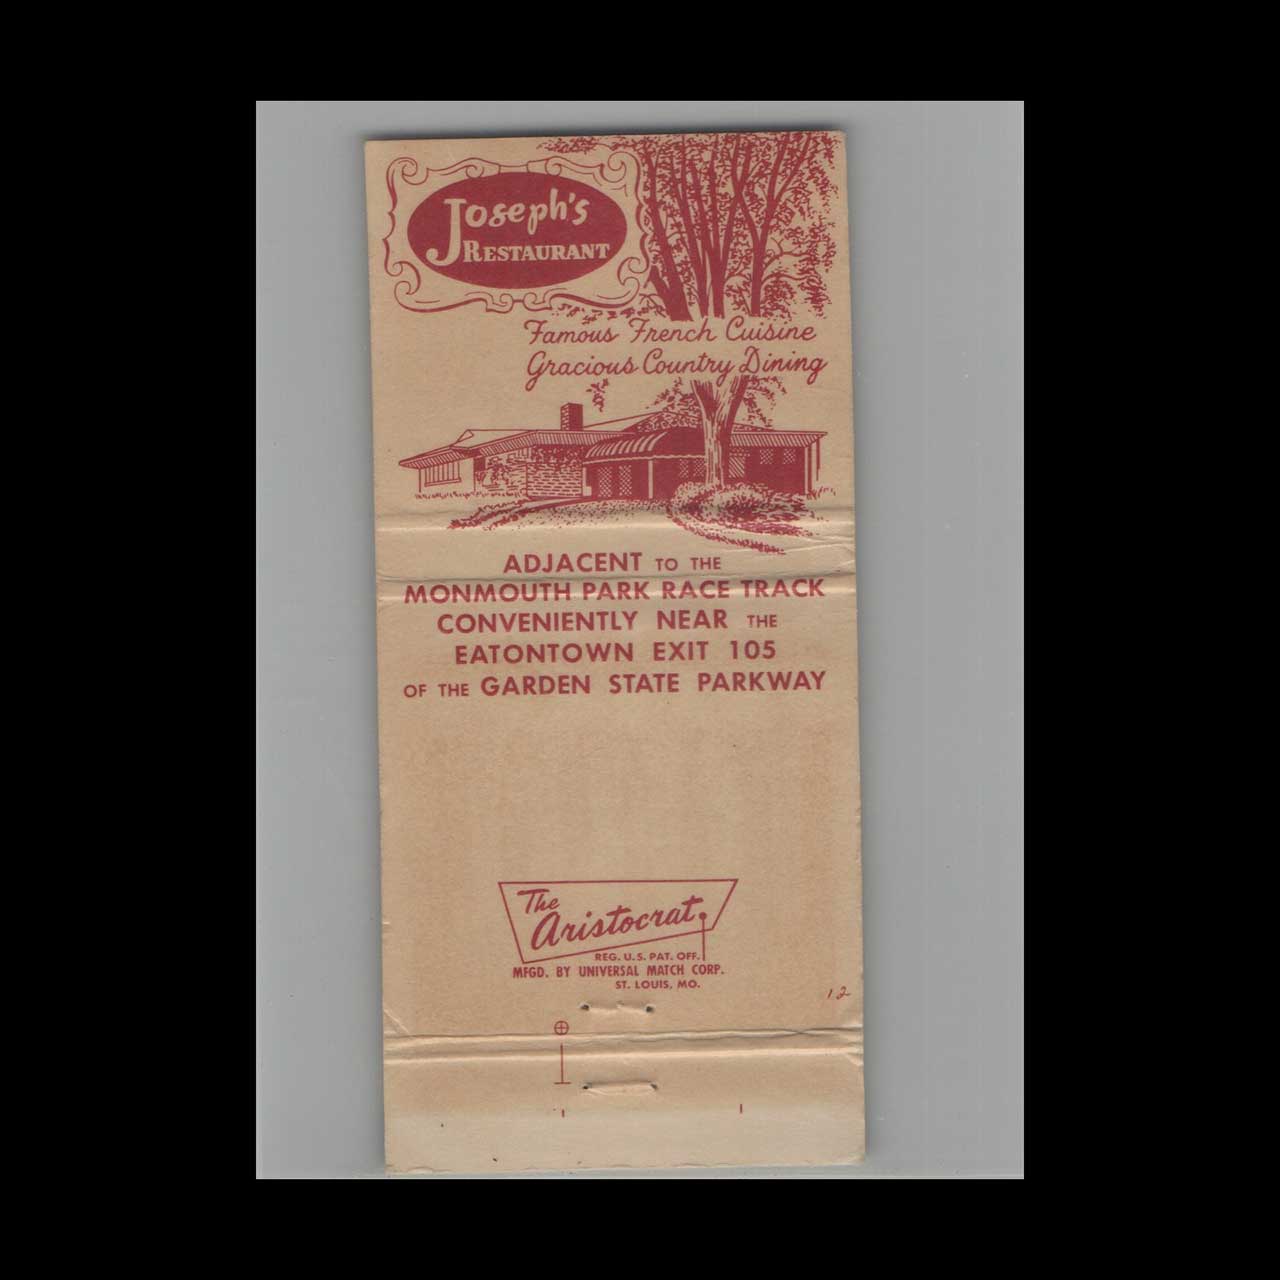 Joseph's
RESTAURANT
Famous French Cuisine
Gracious Country Dining
ADJACENT TO THE
MONMOUTH PARK RACE TRACK
CONVENIENTLY NEAR THE
EATONTOWN EXIT 105
OF THE GARDEN STATE PARKWAY
The
Aristocrat
REG. U.S. PAT. OFF.
MFGD. BY UNIVERSAL MATCH CORP.
ST. LOUIS, MO.
12